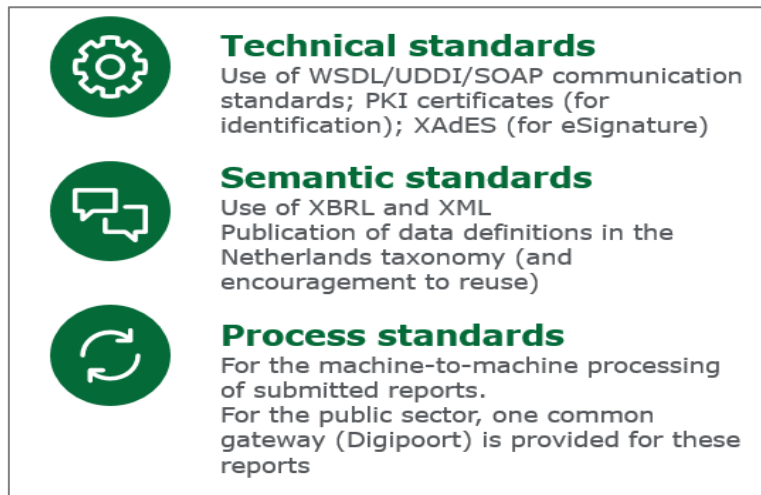 Technical standards
Use of WSDL/UDDI/SOAP communication
standards; PKI certificates (for
identification); XAdES (for eSignature)
Semantic standards
Use of XBRL and XML
Publication of data definitions in the
Netherlands taxonomy (and
encouragement to reuse)
Process standards
For the machine-to-machine processing
of submitted reports.
For the public sector, one common
gateway (Digipoort) is provided for these
reports